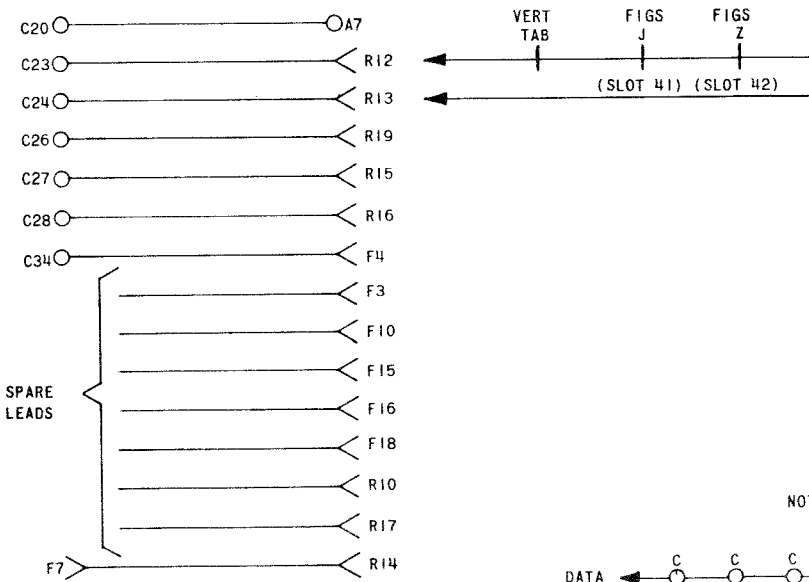 C20 A7
C23 R12
C24 R13
C26 R19
C27 R15
C28 R16
C34 F4
SPARE
LEADS
F3
F10
F15
F16
F18
R10
R17
F7 R14
VERT
TAB
FIGS
J
FIGS
Z
(SLOT 41) (SLOT 42)
DATA C C C